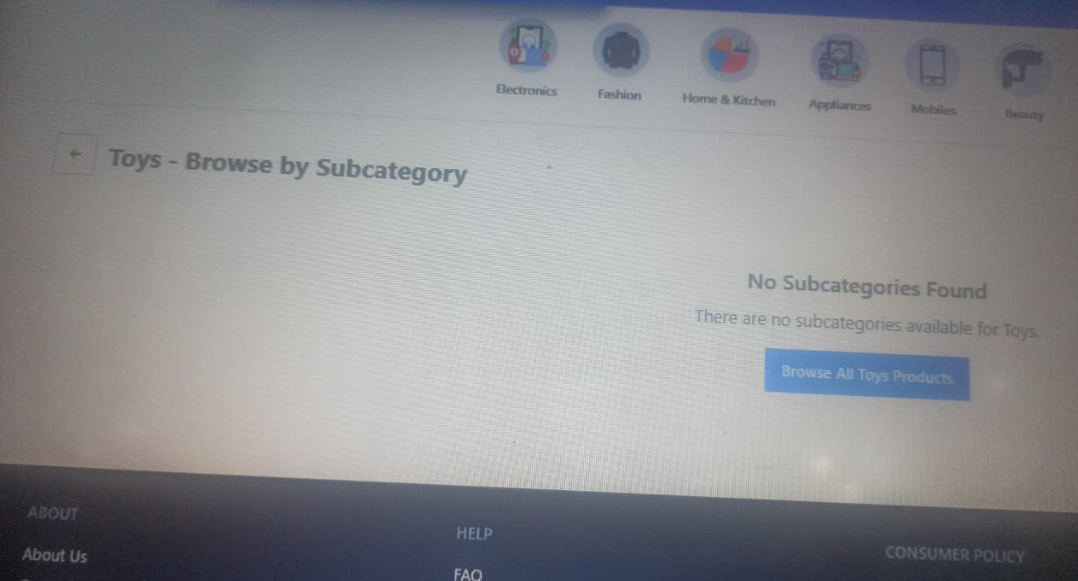 Electronics
Fashion
Home & Kitchen
Appliances
Mobiles
Beauty
← Toys - Browse by Subcategory
No Subcategories Found
There are no subcategories available for Toys.
Browse All Toys Products
ABOUT
HELP
CONSUMER POLICY
About Us
FAQ